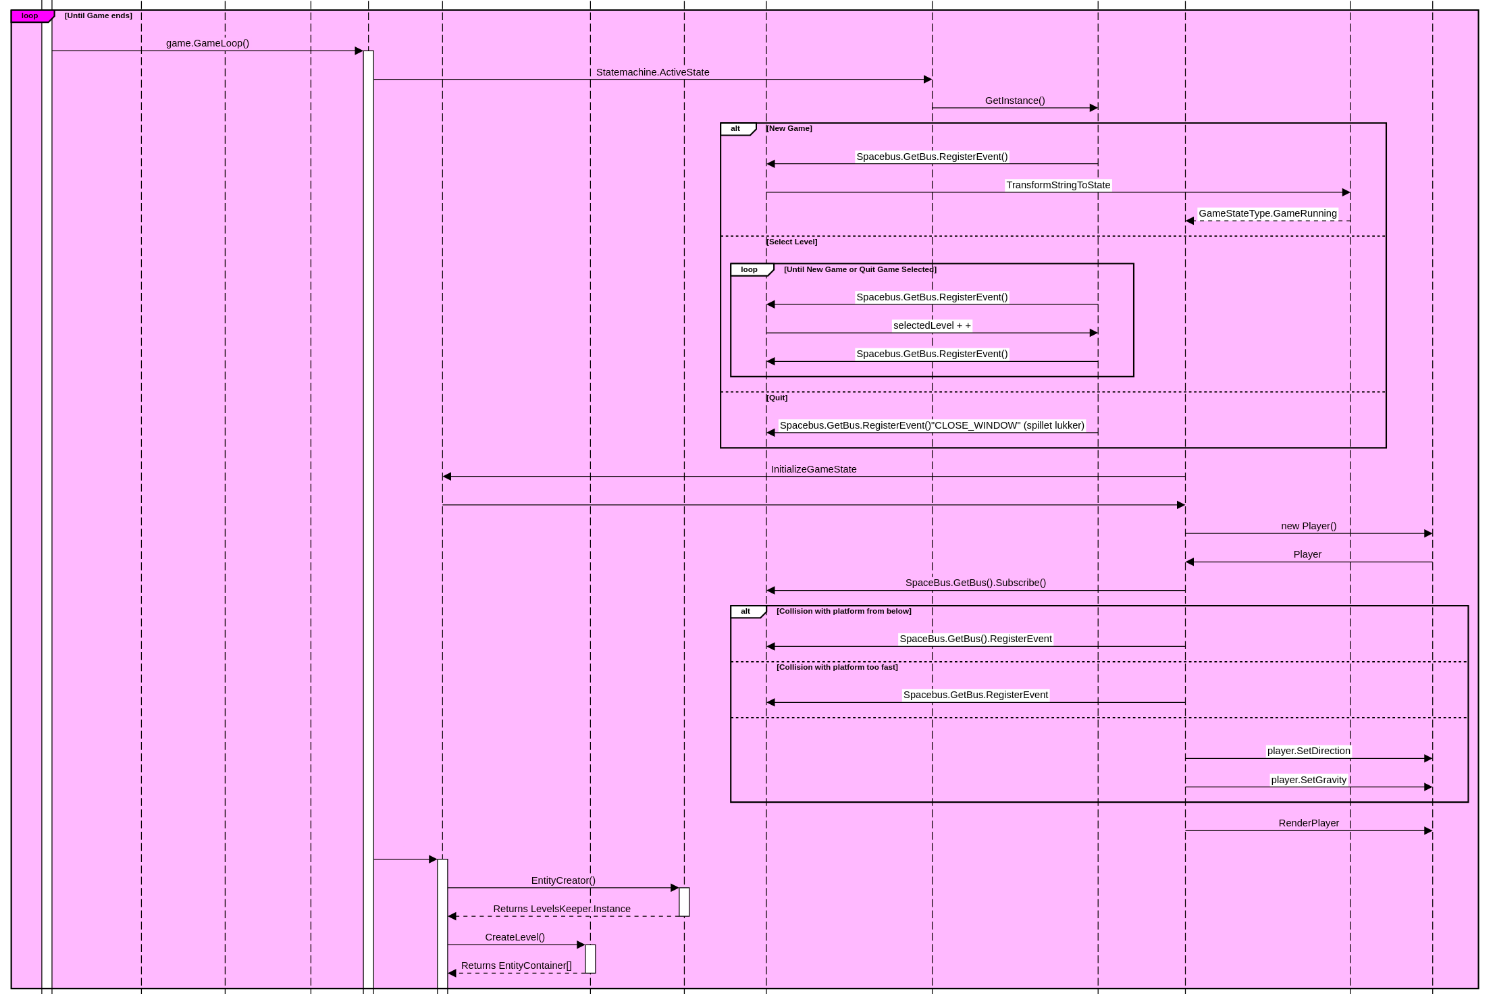 loop [Until Game ends]
game.GameLoop()
Statemachine.ActiveState
GetInstance()
alt [New Game]
Spacebus.GetBus.RegisterEvent()
TransformStringToState
GameStateType.GameRunning
[Select Level]
loop [Until New Game or Quit Game Selected]
Spacebus.GetBus.RegisterEvent()
selectedLevel + +
Spacebus.GetBus.RegisterEvent()
[Quit]
Spacebus.GetBus.RegisterEvent()"CLOSE_WINDOW" (spillet lukker)
InitializeGameState
new Player()
Player
SpaceBus.GetBus().Subscribe()
alt [Collision with platform from below]
SpaceBus.GetBus().RegisterEvent
[Collision with platform too fast]
Spacebus.GetBus.RegisterEvent
player.SetDirection
player.SetGravity
RenderPlayer
EntityCreator()
Returns LevelsKeeper.Instance
CreateLevel()
Returns EntityContainer[]